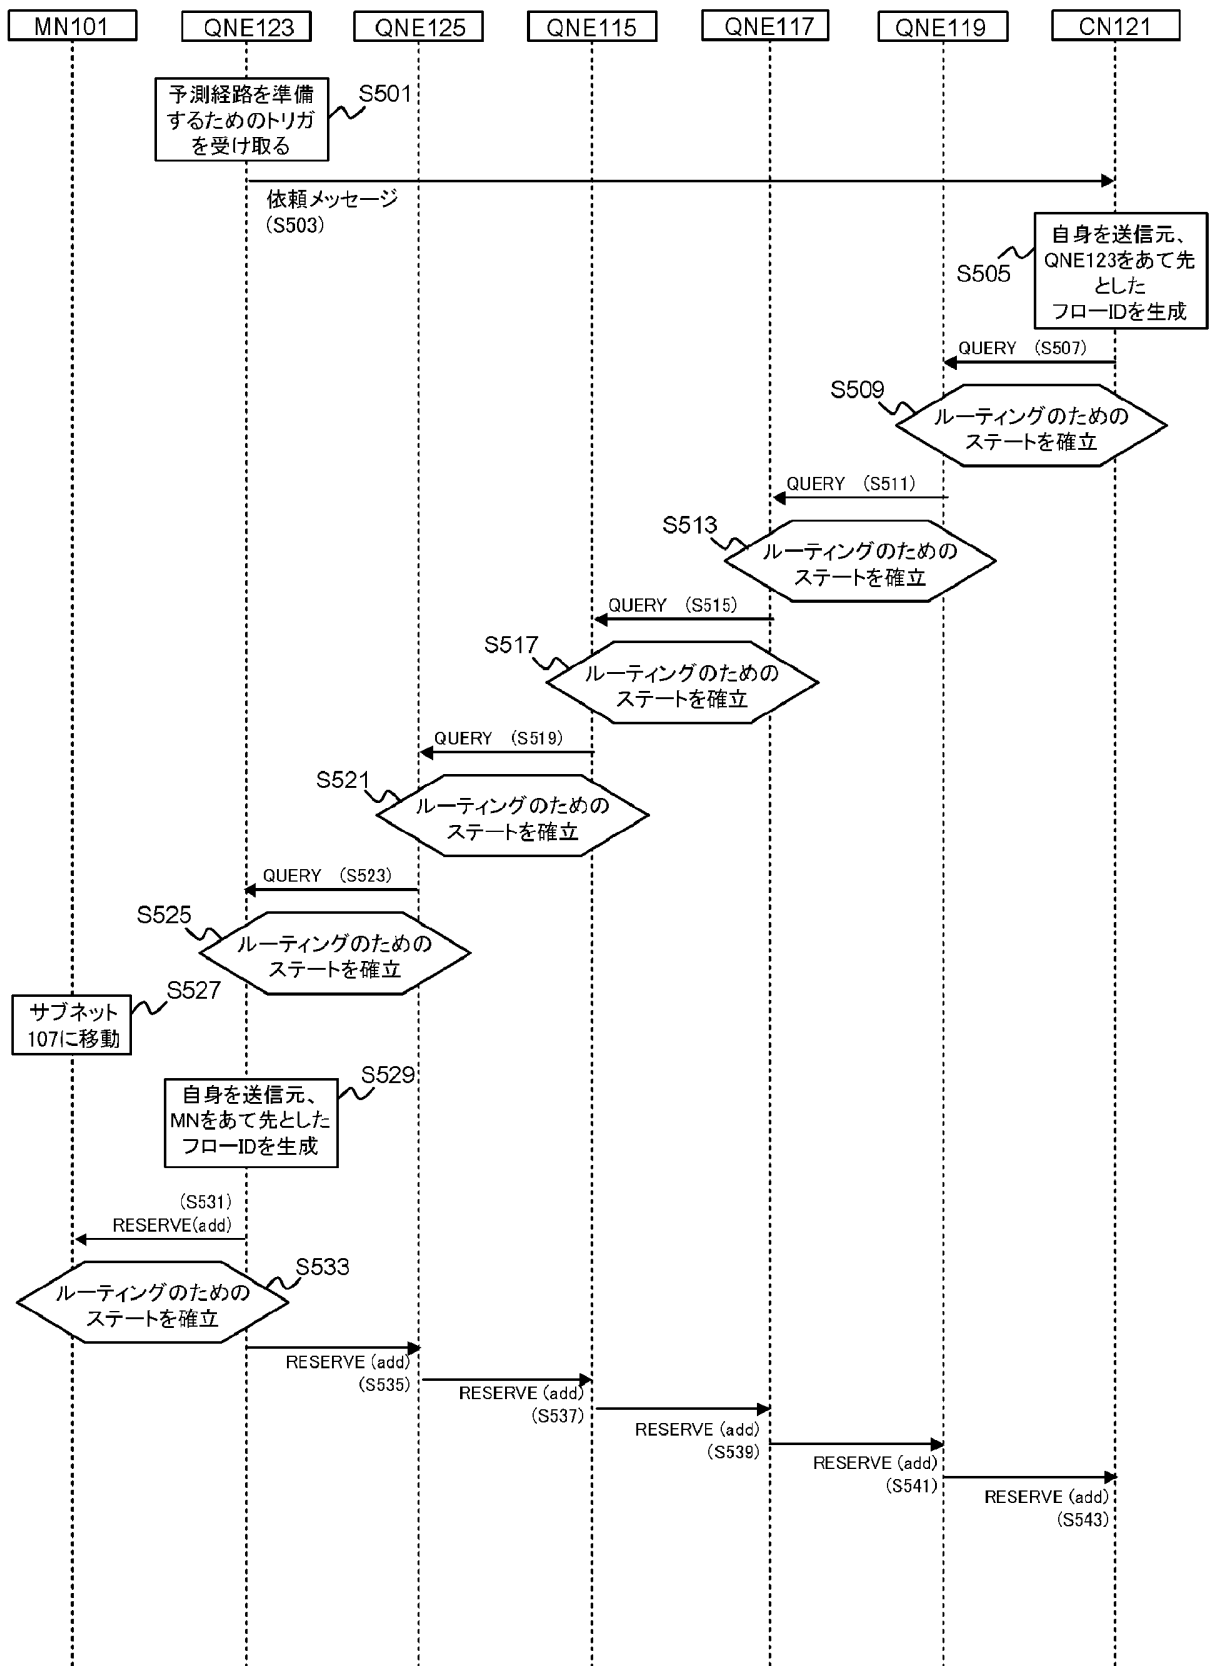 MN101
QNE123
QNE125
QNE115
QNE117
QNE119
CN121
予測経路を準備
するためのトリガ
を受け取る
S501
依頼メッセージ
(S503)
自身を送信元、
QNE123をあて先
とした
フローIDを生成
S505
QUERY (S507)
S509
ルーティングのための
ステートを確立
QUERY (S511)
S513
ルーティングのための
ステートを確立
QUERY (S515)
S517
ルーティングのための
ステートを確立
QUERY (S519)
S521
ルーティングのための
ステートを確立
QUERY (S523)
S525
ルーティングのための
ステートを確立
S527
サブネット
107に移動
S529
自身を送信元、
MNをあて先とした
フローIDを生成
(S531)
RESERVE(add)
S533
ルーティングのための
ステートを確立
RESERVE (add)
(S535)
RESERVE (add)
(S537)
RESERVE (add)
(S539)
RESERVE (add)
(S541)
RESERVE (add)
(S543)